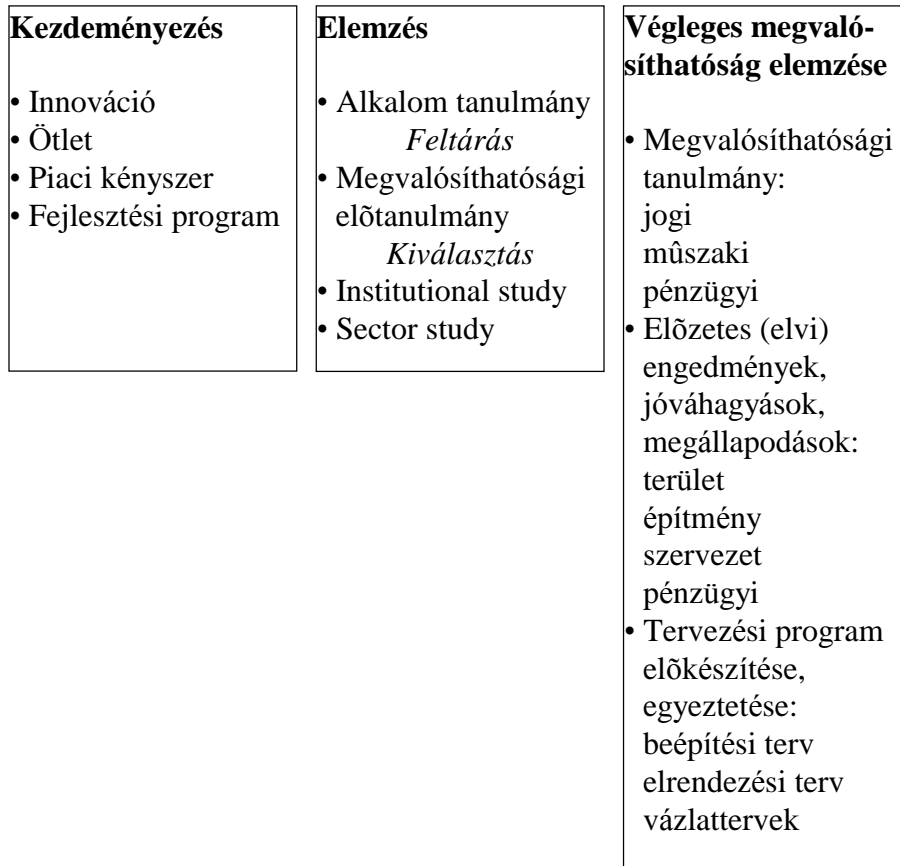 Kezdeményezés
• Innováció
• Ötlet
• Piaci kényszer
• Fejlesztési program
Elemzés
• Alkalom tanulmány
Feltárás
• Megvalósíthatósági
elõtanulmány
Kiválasztás
• Institutional study
• Sector study
Végleges megvaló-
síthatóság elemzése
• Megvalósíthatósági
tanulmány:
jogi
mûszaki
pénzügyi
• Elõzetes (elvi)
engedmények,
jóváhagyások,
megállapodások:
terület
építmény
szervezet
pénzügyi
• Tervezési program
elõkészítése,
egyeztetése:
beépítési terv
elrendezési terv
vázlattervek